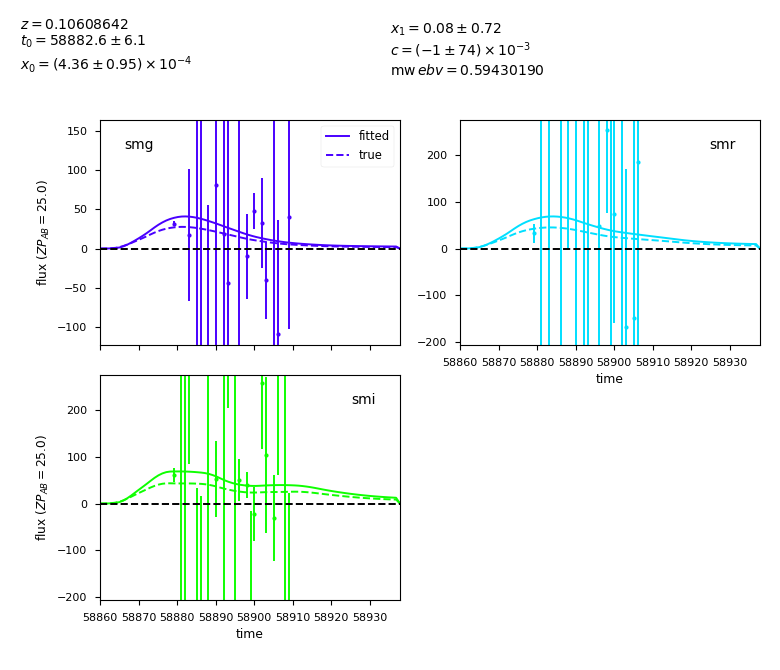 z = 0.10608642
t₀ = 58882.6 ± 6.1
x₀ = (4.36 ± 0.95) × 10⁻⁴
x₁ = 0.08 ± 0.72
c = (−1 ± 74) × 10⁻³
mw ebv = 0.59430190
smg
fitted
true
150
100
50
0
−50
−100
flux (ZP_AB = 25.0)
smr
200
100
0
−100
−200
58860 58870 58880 58890 58900 58910 58920 58930
time
smi
200
100
0
−100
−200
flux (ZP_AB = 25.0)
58860 58870 58880 58890 58900 58910 58920 58930
time